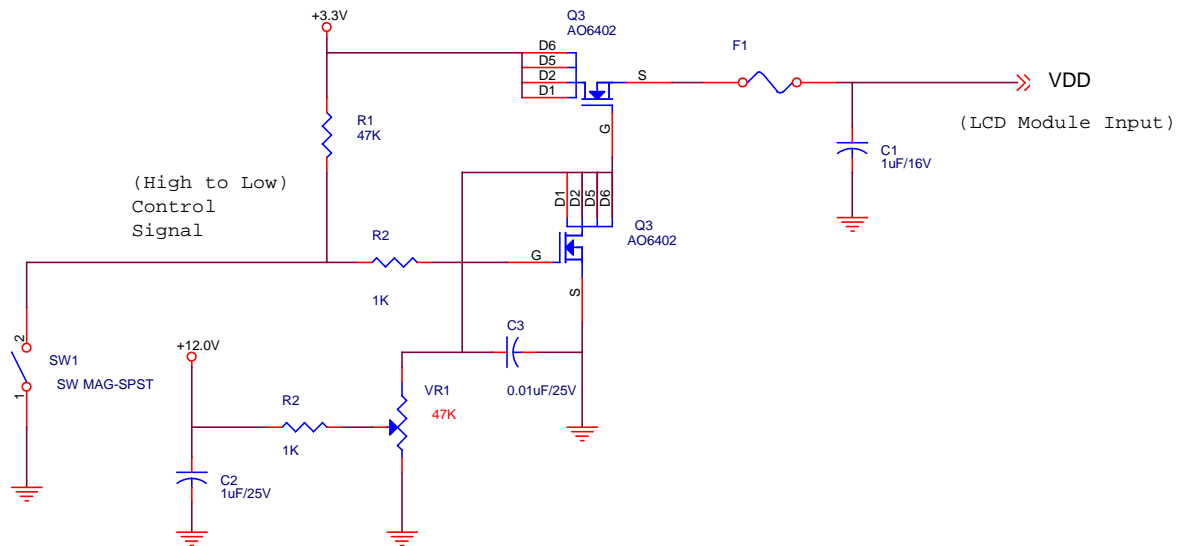 +3.3V
Q3
AO6402
F1
D6
D5
D2
D1
S
VDD
(LCD Module Input)
G
R1
47K
C1
1uF/16V
(High to Low)
Control
Signal
D1
D2
D5
D6
Q3
AO6402
R2
G
1K
S
2
SW1
SW MAG-SPST
1
+12.0V
C3
0.01uF/25V
VR1
47K
R2
1K
C2
1uF/25V